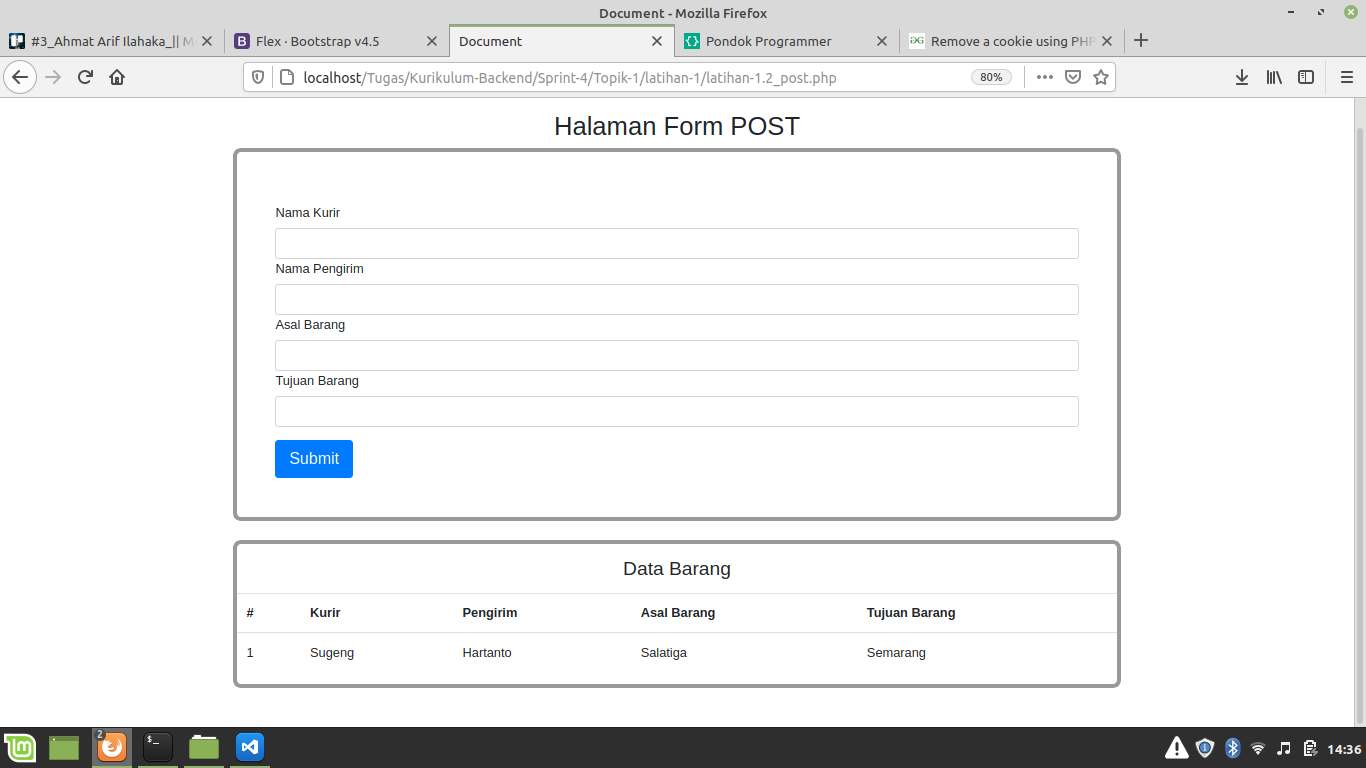 Document - Mozilla Firefox
#3_Ahmat Arif Ilahaka_|| M
B Flex · Bootstrap v4.5
Document
Pondok Programmer
Remove a cookie using PHP
localhost/Tugas/Kurikulum-Backend/Sprint-4/Topik-1/latihan-1/latihan-1.2_post.php
80%
Halaman Form POST
Nama Kurir
Nama Pengirim
Asal Barang
Tujuan Barang
Submit
Data Barang
# Kurir Pengirim Asal Barang Tujuan Barang
1 Sugeng Hartanto Salatiga Semarang
2
$_
14:36